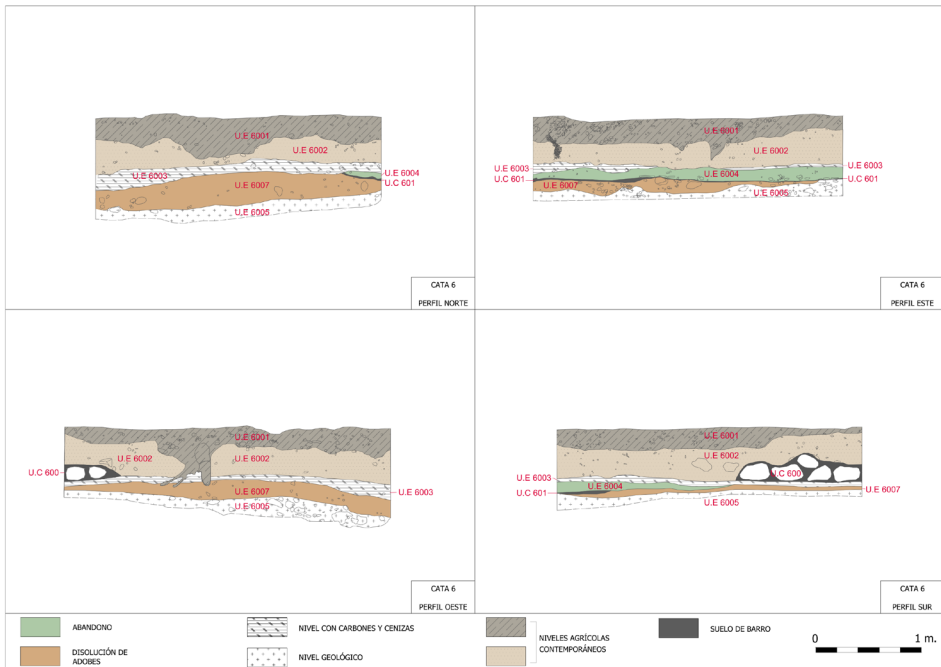 U.E 6001
U.E 6002
U.E 6003
U.E 6004
U.E 6007
U.C 601
U.E 6005
CATA 6
PERFIL NORTE
U.E 6001
U.E 6002
U.E 6003
U.E 6003
U.E 6004
U.C 601
U.C 601
U.E 6007
U.E 6005
CATA 6
PERFIL ESTE
U.E 6001
U.E 6002
U.E 6002
U.C 600
U.E 6007
U.E 6003
U.E 6005
CATA 6
PERFIL OESTE
U.E 6001
U.E 6002
U.C 600
U.E 6003
U.E 6004
U.E 6007
U.C 601
U.E 6005
CATA 6
PERFIL SUR
ABANDONO
DISOLUCIÓN DE
ADOBES
NIVEL CON CARBONES Y CENIZAS
NIVEL GEOLÓGICO
NIVELES AGRÍCOLAS
CONTEMPORÁNEOS
SUELO DE BARRO
0 1 m.